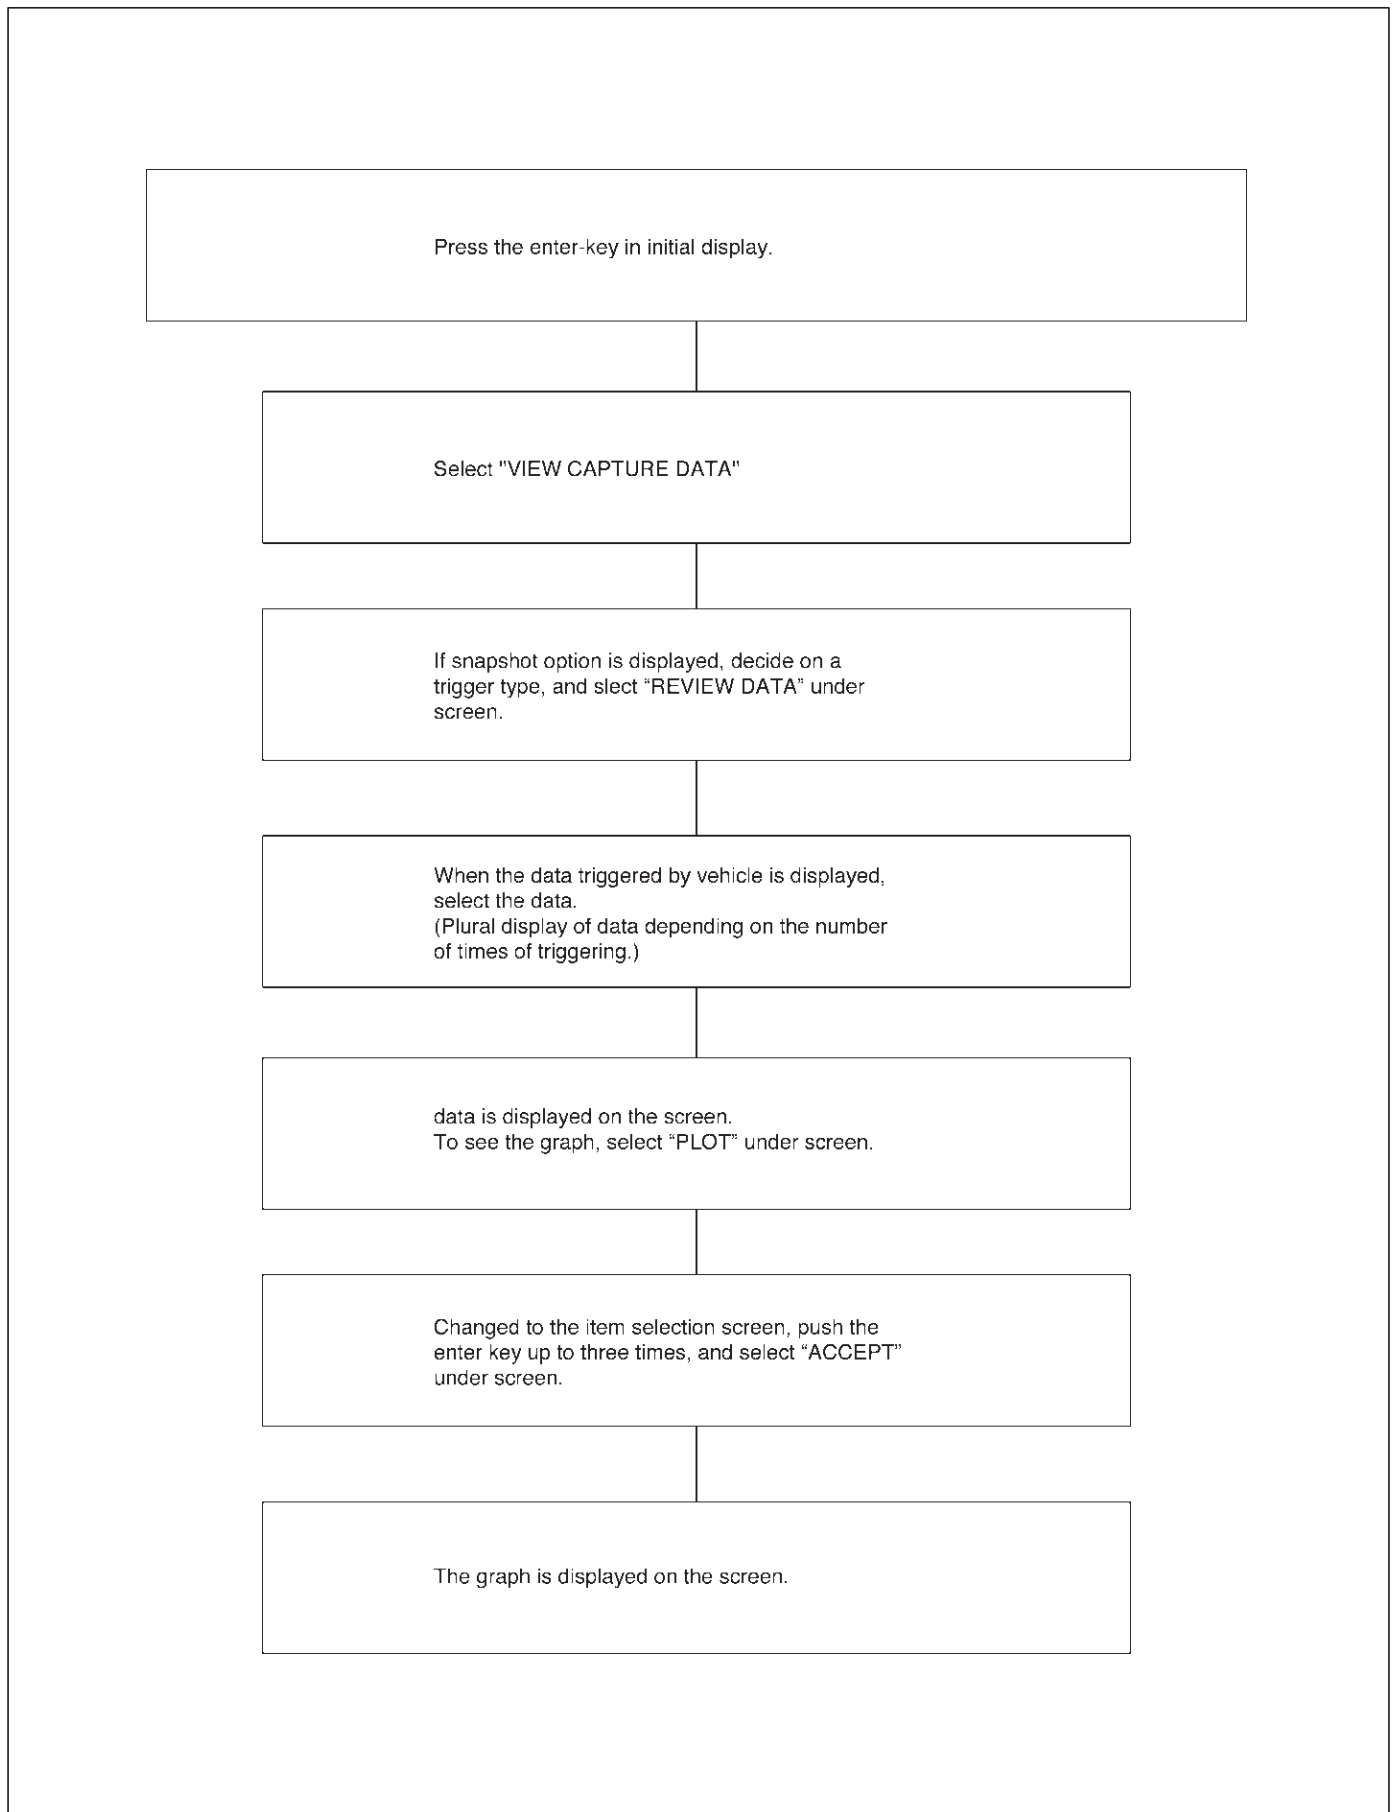 Press the enter-key in initial display.
Select "VIEW CAPTURE DATA"
If snapshot option is displayed, decide on a
trigger type, and slect “REVIEW DATA” under
screen.
When the data triggered by vehicle is displayed,
select the data.
(Plural display of data depending on the number
of times of triggering.)
data is displayed on the screen.
To see the graph, select “PLOT” under screen.
Changed to the item selection screen, push the
enter key up to three times, and select “ACCEPT”
under screen.
The graph is displayed on the screen.